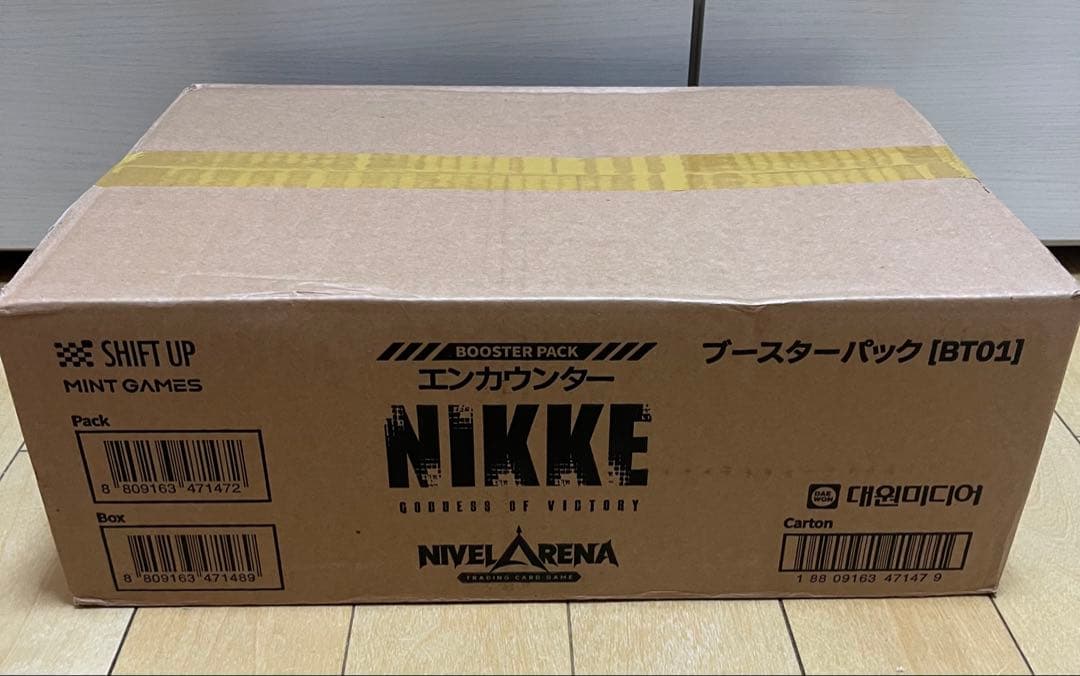 SHIFT UP
MINT GAMES
Pack
8 809163 471472
Box
8 809163 471489
BOOSTER PACK
エンカウンター
NIKKE
GODDESS OF VICTORY
NIVEL ARENA
TRADING CARD GAME
ブースターパック [BT01]
DAE WON 대원미디어
Carton
1 88 09163 47147 9